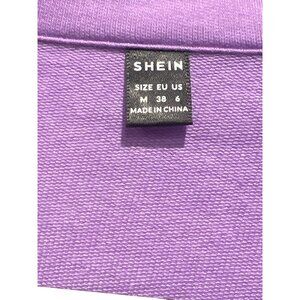 SHEIN
SIZE EU US
M 38 6
MADE IN CHINA